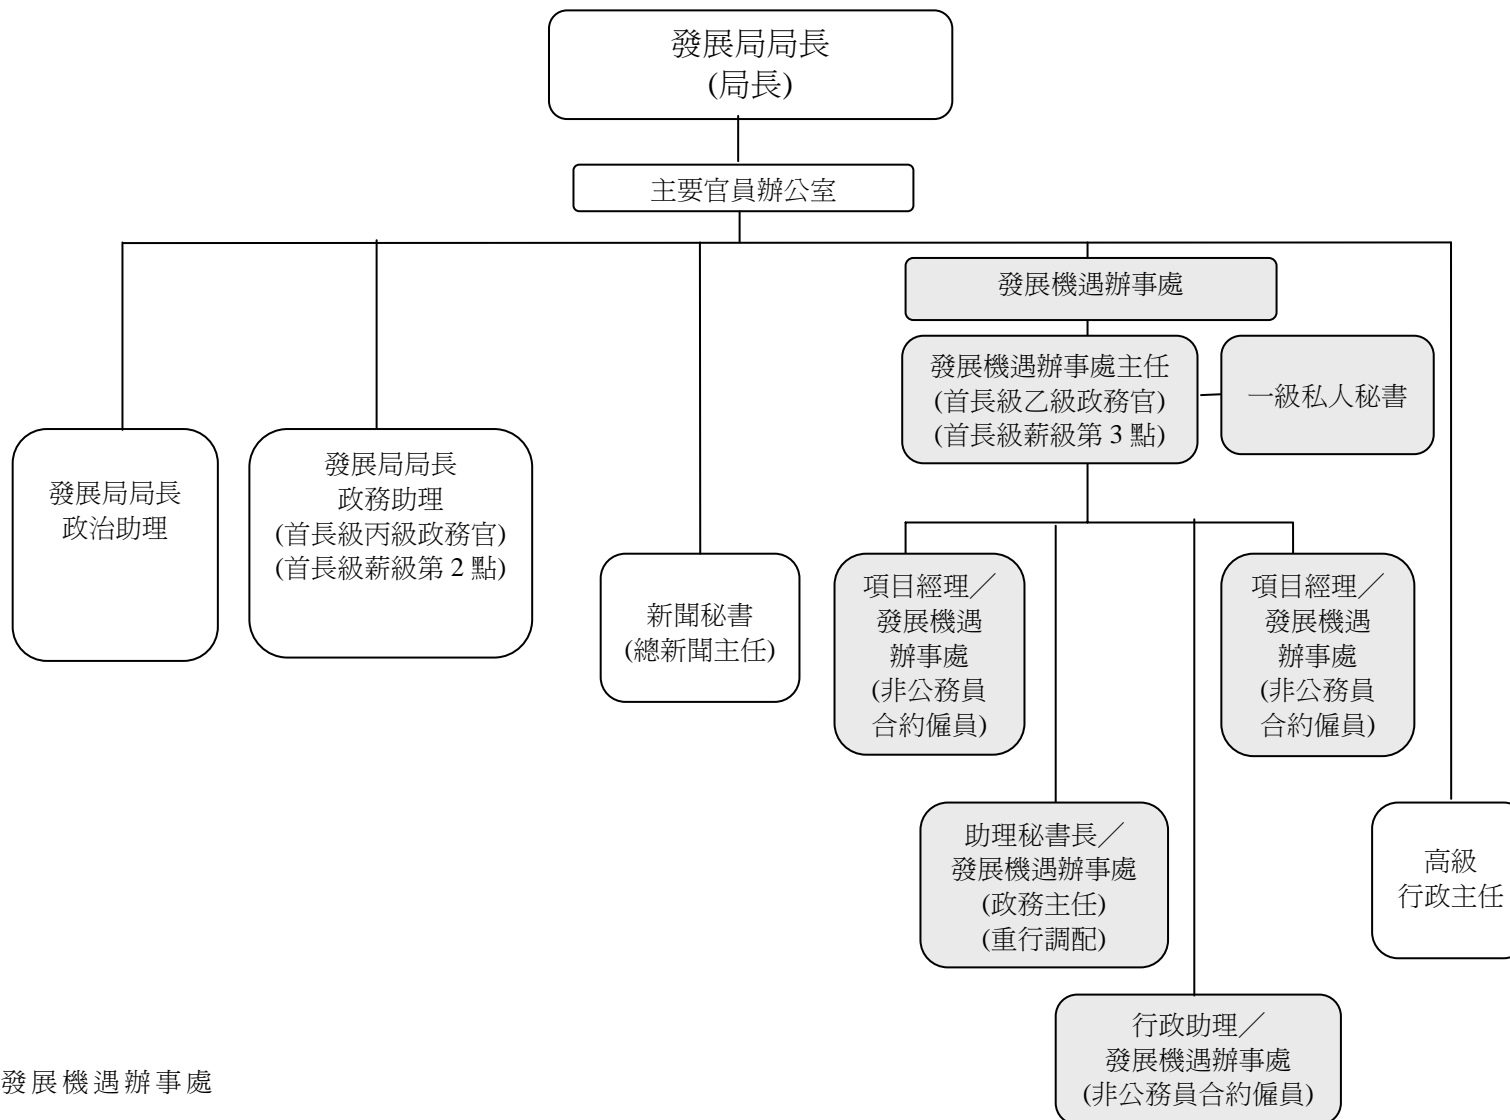 發展局局長
(局長)
主要官員辦公室
發展機遇辦事處
發展機遇辦事處主任
(首長級乙級政務官)
(首長級薪級第 3 點)
一級私人秘書
發展局局長
政治助理
發展局局長
政務助理
(首長級丙級政務官)
(首長級薪級第 2 點)
新聞秘書
(總新聞主任)
項目經理／
發展機遇
辦事處
(非公務員
合約僱員)
項目經理／
發展機遇
辦事處
(非公務員
合約僱員)
助理秘書長／
發展機遇辦事處
(政務主任)
(重行調配)
高級
行政主任
行政助理／
發展機遇辦事處
(非公務員合約僱員)
發展機遇辦事處